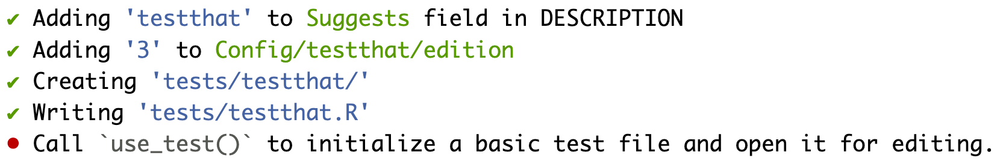 ✔ Adding 'testthat' to Suggests field in DESCRIPTION
✔ Adding '3' to Config/testthat/edition
✔ Creating 'tests/testthat/'
✔ Writing 'tests/testthat.R'
● Call `use_test()` to initialize a basic test file and open it for editing.